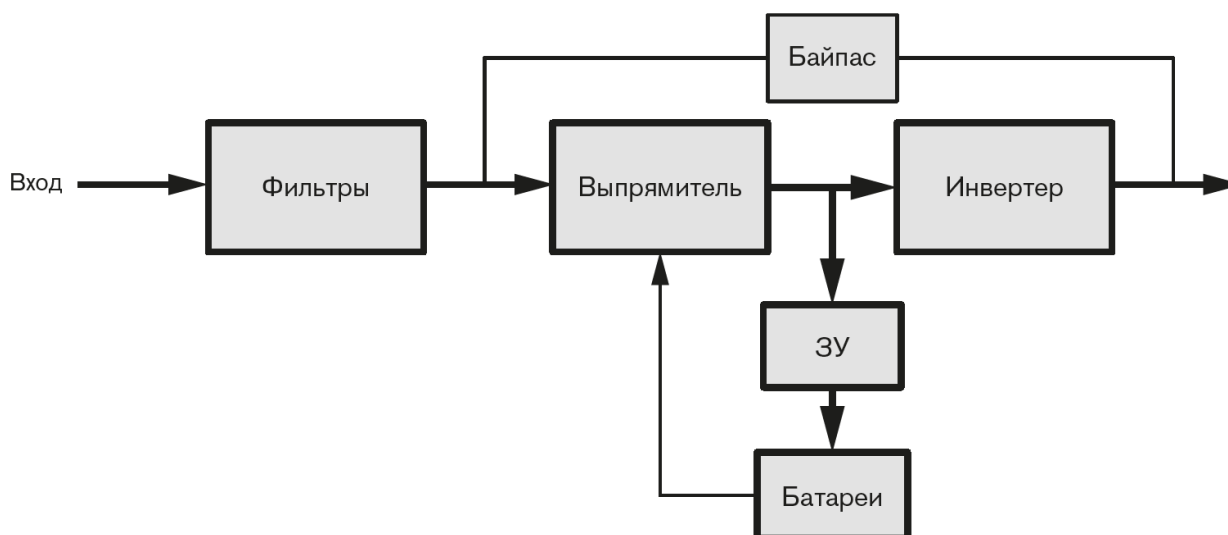 Байпас
Вход
Фильтры
Выпрямитель
Инвертер
ЗУ
Батареи